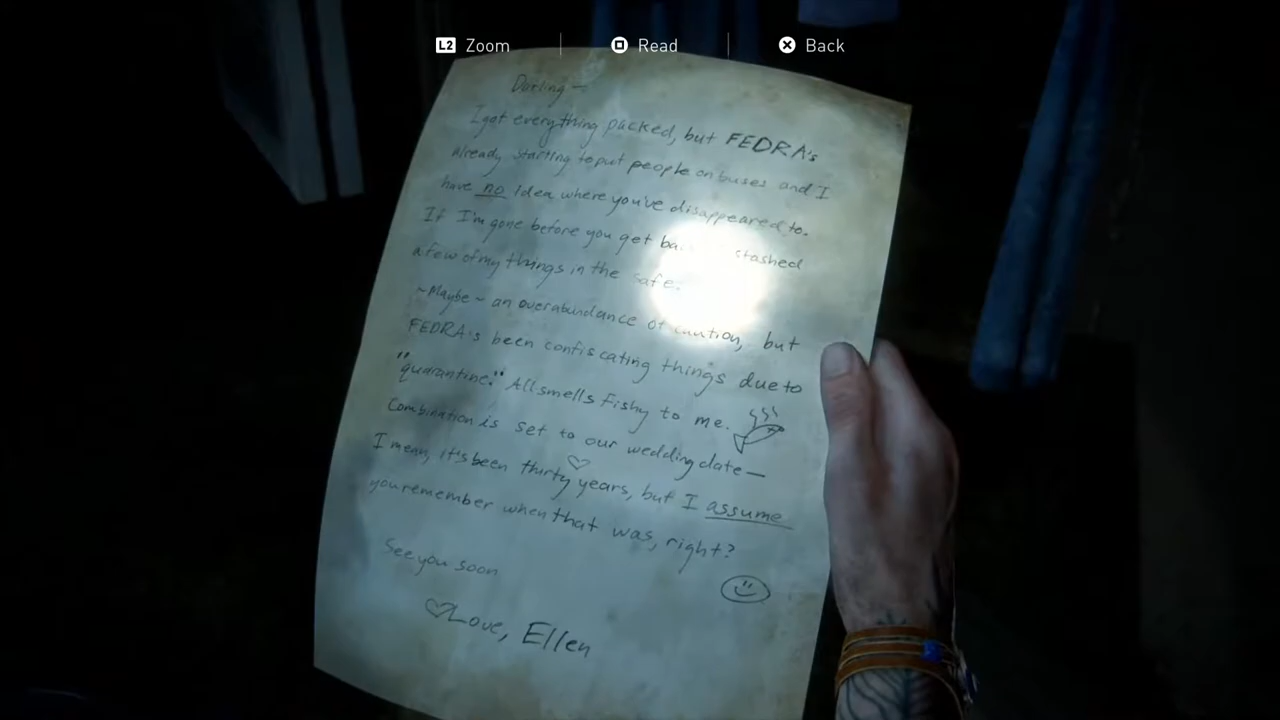 L2 Zoom
Read
Back
Darling —
I got everything packed, but FEDRA's
already starting to put people on buses and I
have no idea where you've disappeared to.
If I'm gone before you get stashed
a few of my things in the safe.
~Maybe~ an overabundance of caution, but
FEDRA's been confiscating things due to
"quarantine." All smells fishy to me.
Combination is set to our wedding date—
I mean, it's been thirty years, but I assume
you remember when that was, right?
See you soon
Love, Ellen